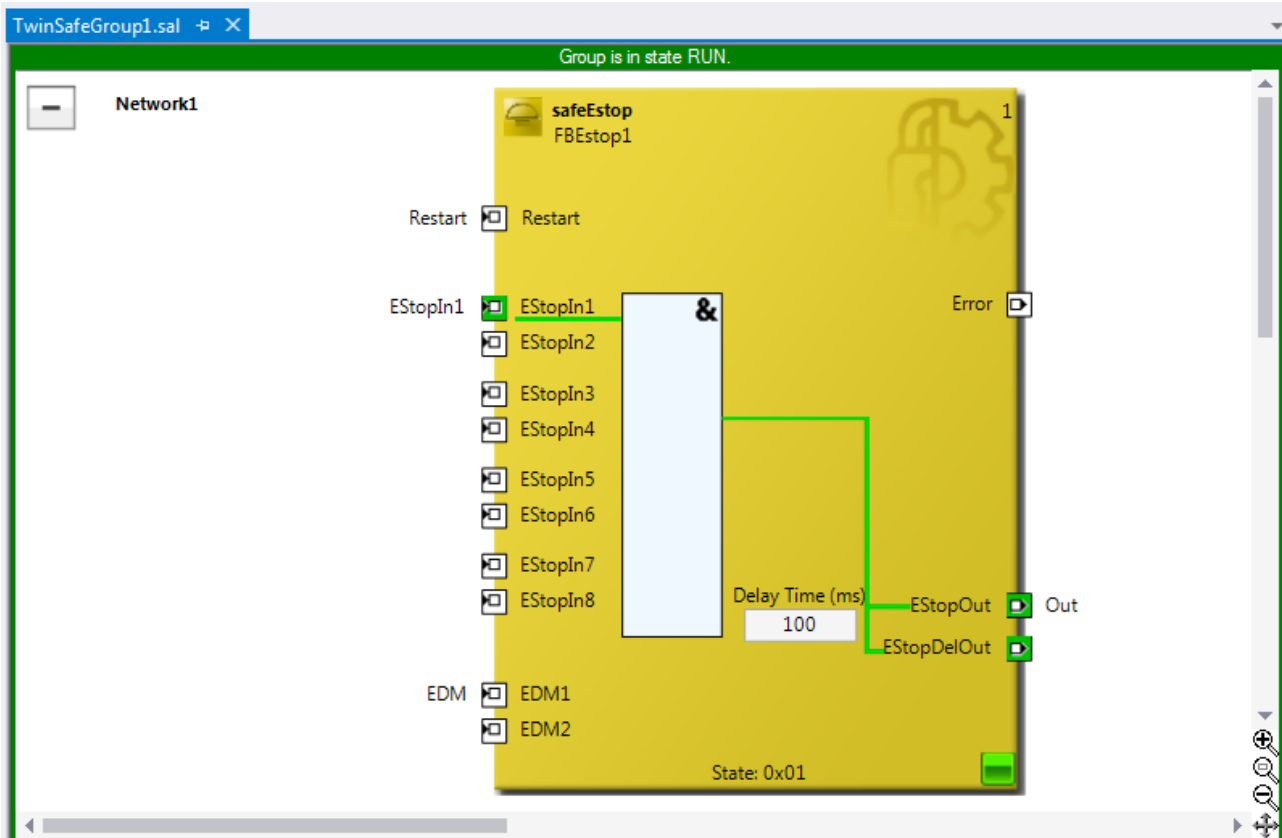 TwinSafeGroup1.sal
Group is in state RUN.
Network1
safeEstop
1
FBEstop1
Restart Restart
EStopIn1 EStopIn1 & Error
EStopIn2
EStopIn3
EStopIn4
EStopIn5
EStopIn6
EStopIn7
EStopIn8 Delay Time (ms) EStopOut Out
100
EStopDelOut
EDM EDM1
EDM2
State: 0x01